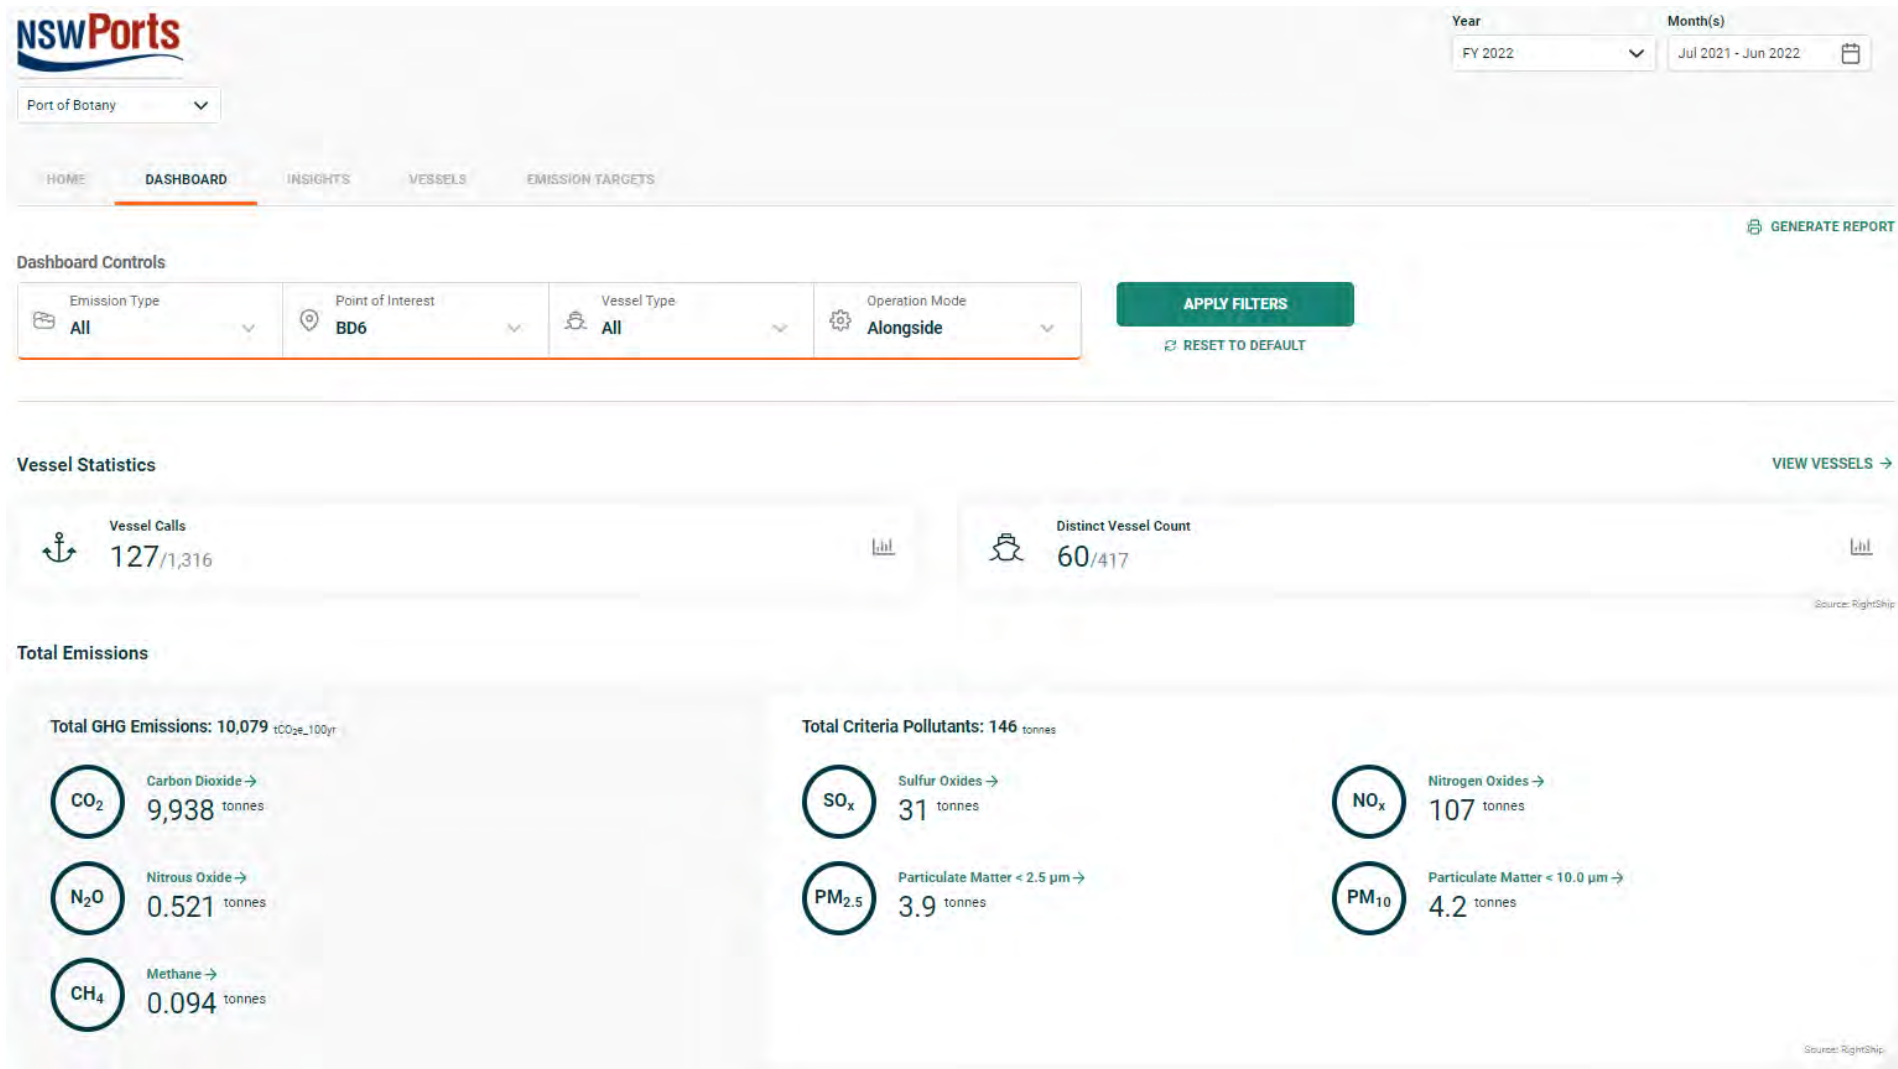 NSWPorts
Year
Month(s)
FY 2022
Jul 2021 - Jun 2022
Port of Botany
HOME
DASHBOARD
INSIGHTS
VESSELS
EMISSION TARGETS
GENERATE REPORT
Dashboard Controls
Emission Type
All
Point of Interest
BD6
Vessel Type
All
Operation Mode
Alongside
APPLY FILTERS
RESET TO DEFAULT
Vessel Statistics
VIEW VESSELS →
Vessel Calls
127/1,316
Distinct Vessel Count
60/417
Source: RightShip
Total Emissions
Total GHG Emissions: 10,079 tCO₂e_100yr
CO₂
Carbon Dioxide →
9,938 tonnes
N₂O
Nitrous Oxide →
0.521 tonnes
CH₄
Methane →
0.094 tonnes
Total Criteria Pollutants: 146 tonnes
SOₓ
Sulfur Oxides →
31 tonnes
NOₓ
Nitrogen Oxides →
107 tonnes
PM₂.₅
Particulate Matter < 2.5 μm →
3.9 tonnes
PM₁₀
Particulate Matter < 10.0 μm →
4.2 tonnes
Source: RightShip